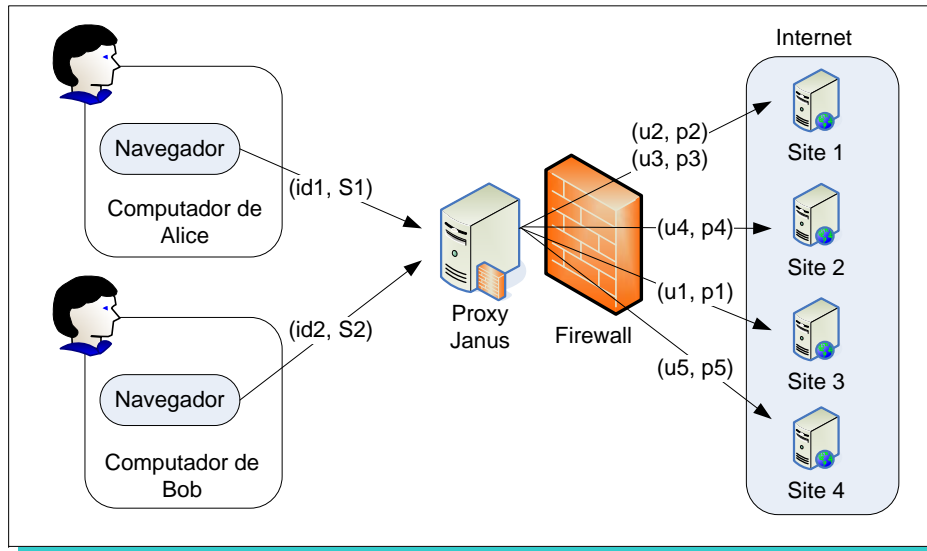 Internet
Navegador
Computador de
Alice
(id1, S1)
Navegador
Computador de
Bob
(id2, S2)
Proxy
Janus
Firewall
(u2, p2)
(u3, p3)
(u4, p4)
(u1, p1)
(u5, p5)
Site 1
Site 2
Site 3
Site 4